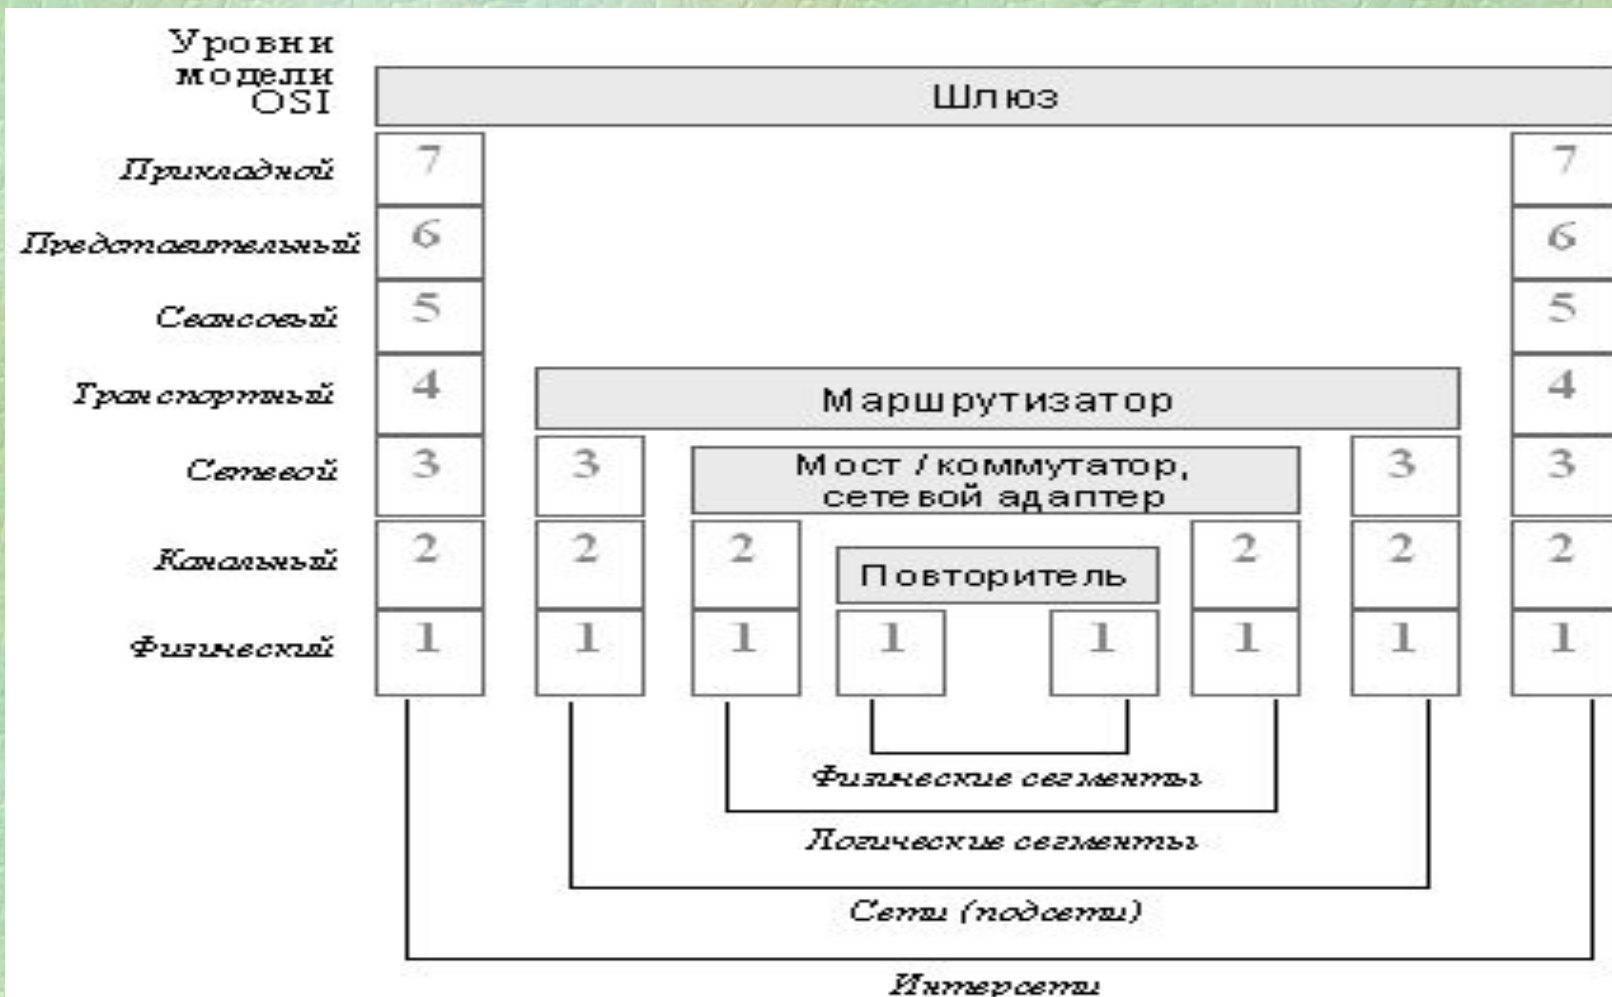 Уровни
модели
OSI
Шлюз
Прикладной 7 7
Представительный 6 6
Сеансовый 5 5
Транспортный 4 Маршрутизатор 4
Сетевой 3 3 Мост / коммутатор, 3 3
сетевой адаптер
Канальный 2 2 2 2 2 2
Повторитель
Физический 1 1 1 1 1 1 1 1
Физические сегменты
Логические сегменты
Сети (подсети)
Интерсети